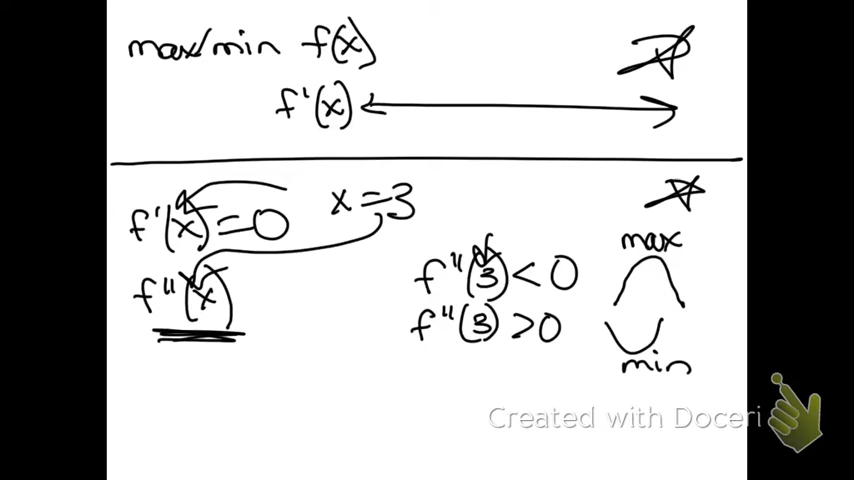 max/min f(x)
f'(x)
f'(x) = 0 x = 3
max
f''(x) f''(3) < 0
f''(3) > 0
min
Created with Doceri